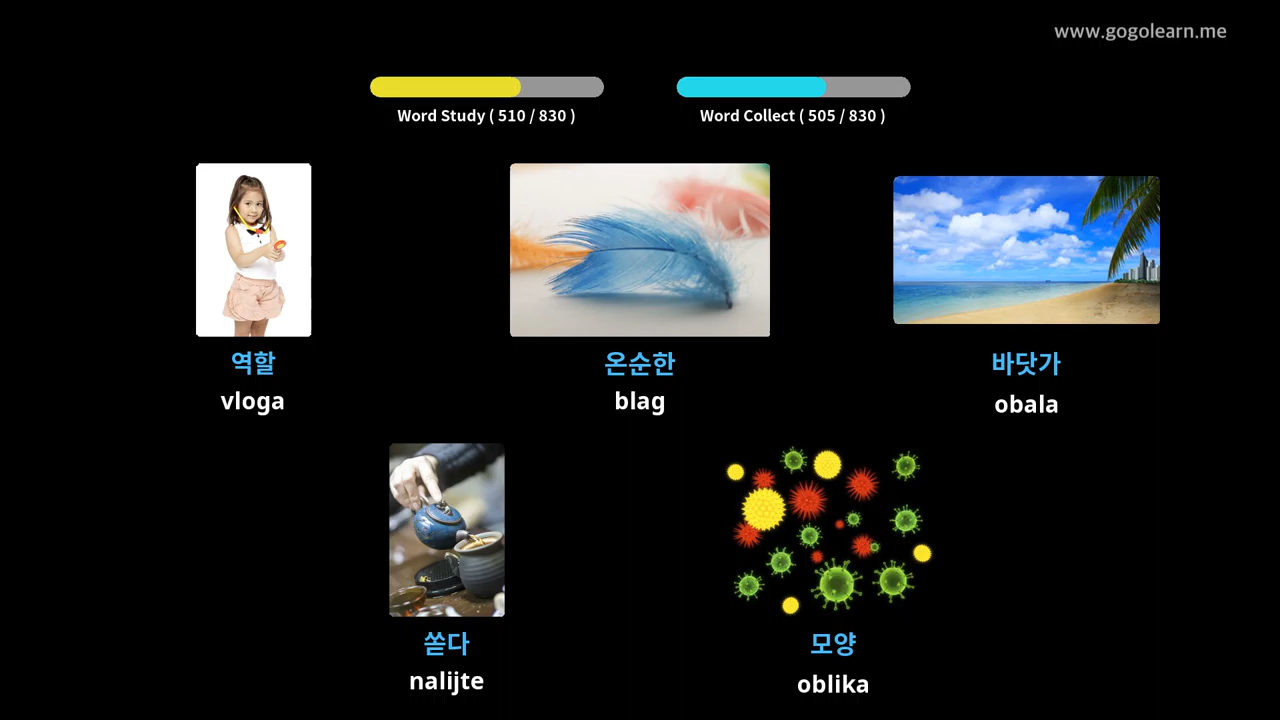 www.gogolearn.me
Word Study ( 510 / 830 )
Word Collect ( 505 / 830 )
역할
vloga
온순한
blag
바닷가
obala
쏟다
nalijte
모양
oblika